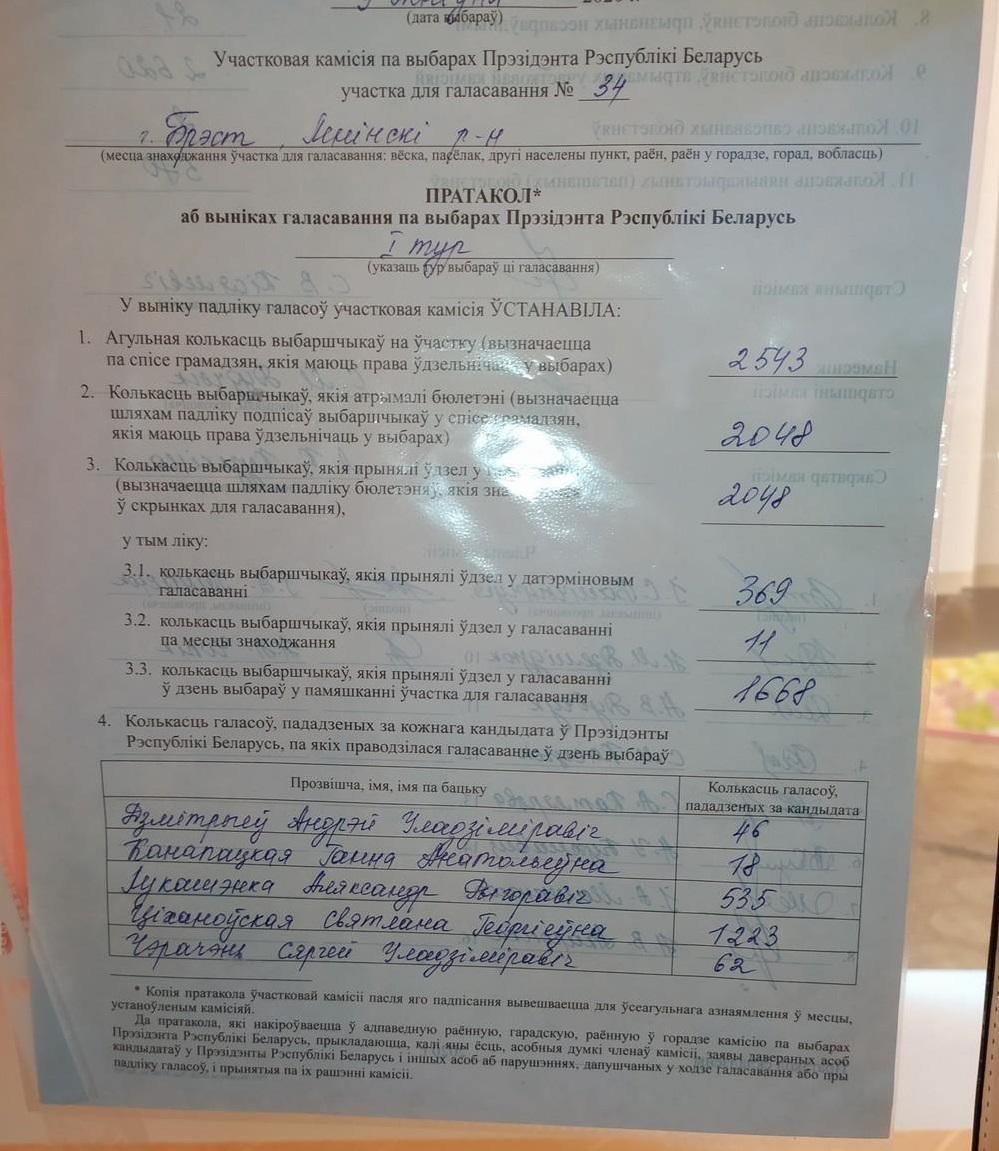 (дата выбараў)
Участковая камісія па выбарах Прэзідэнта Рэспублікі Беларусь
участка для галасавання № 34
г. Брэст, Ленінскі р-н
(месца знаходжання ўчастка для галасавання: вёска, пасёлак, другі населены пункт, раён, раён у горадзе, горад, вобласць)
ПРАТАКОЛ*
аб выніках галасавання па выбарах Прэзідэнта Рэспублікі Беларусь
I тур
(указаць тур выбараў ці галасавання)
У выніку падліку галасоў участковая камісія ЎСТАНАВІЛА:
1. Агульная колькасць выбаршчыкаў на ўчастку (вызначаецца
па спісе грамадзян, якія маюць права ўдзельнічаць у выбарах) 2543
2. Колькасць выбаршчыкаў, якія атрымалі бюлетэні (вызначаецца
шляхам падліку подпісаў выбаршчыкаў у спісе грамадзян,
якія маюць права ўдзельнічаць у выбарах) 2048
3. Колькасць выбаршчыкаў, якія прынялі ўдзел у
(вызначаецца шляхам падліку бюлетэняў, якія
ў скрынках для галасавання), 2048
у тым ліку:
3.1. колькасць выбаршчыкаў, якія прынялі ўдзел у датэрміновым
галасаванні 369
3.2. колькасць выбаршчыкаў, якія прынялі ўдзел у галасаванні
па месцы знаходжання 11
3.3. колькасць выбаршчыкаў, якія прынялі ўдзел у галасаванні
ў дзень выбараў у памяшканні ўчастка для галасавання 1668
4. Колькасць галасоў, пададзеных за кожнага кандыдата ў Прэзідэнты
Рэспублікі Беларусь, па якіх праводзілася галасаванне ў дзень выбараў
Прозвішча, імя, імя па бацьку Колькасць галасоў,
пададзеных за кандыдата
Дзмітрыеў Андрэй Уладзіміравіч 46
Канапацкая Ганна Анатольеўна 18
Лукашэнка Аляксандр Рыгоравіч 535
Ціханоўская Святлана Георгіеўна 1223
Чэрачэнь Сяргей Уладзіміравіч 62
* Копія пратакола ўчастковай камісіі пасля яго падпісання вывешваецца для ўсеагульнага азнаямлення ў месцы,
устаноўленым камісіяй.
Да пратакола, які накіроўваецца ў адпаведную раённую, гарадскую, раённую ў горадзе камісію па выбарах
Прэзідэнта Рэспублікі Беларусь, прыкладаюцца, калі яны ёсць, асобныя думкі членаў камісіі, заявы давераных асоб
кандыдатаў у Прэзідэнты Рэспублікі Беларусь і іншых асоб аб парушэннях, дапушчаных у ходзе галасавання або пры
падліку галасоў, і прынятыя па іх рашэнні камісіі.